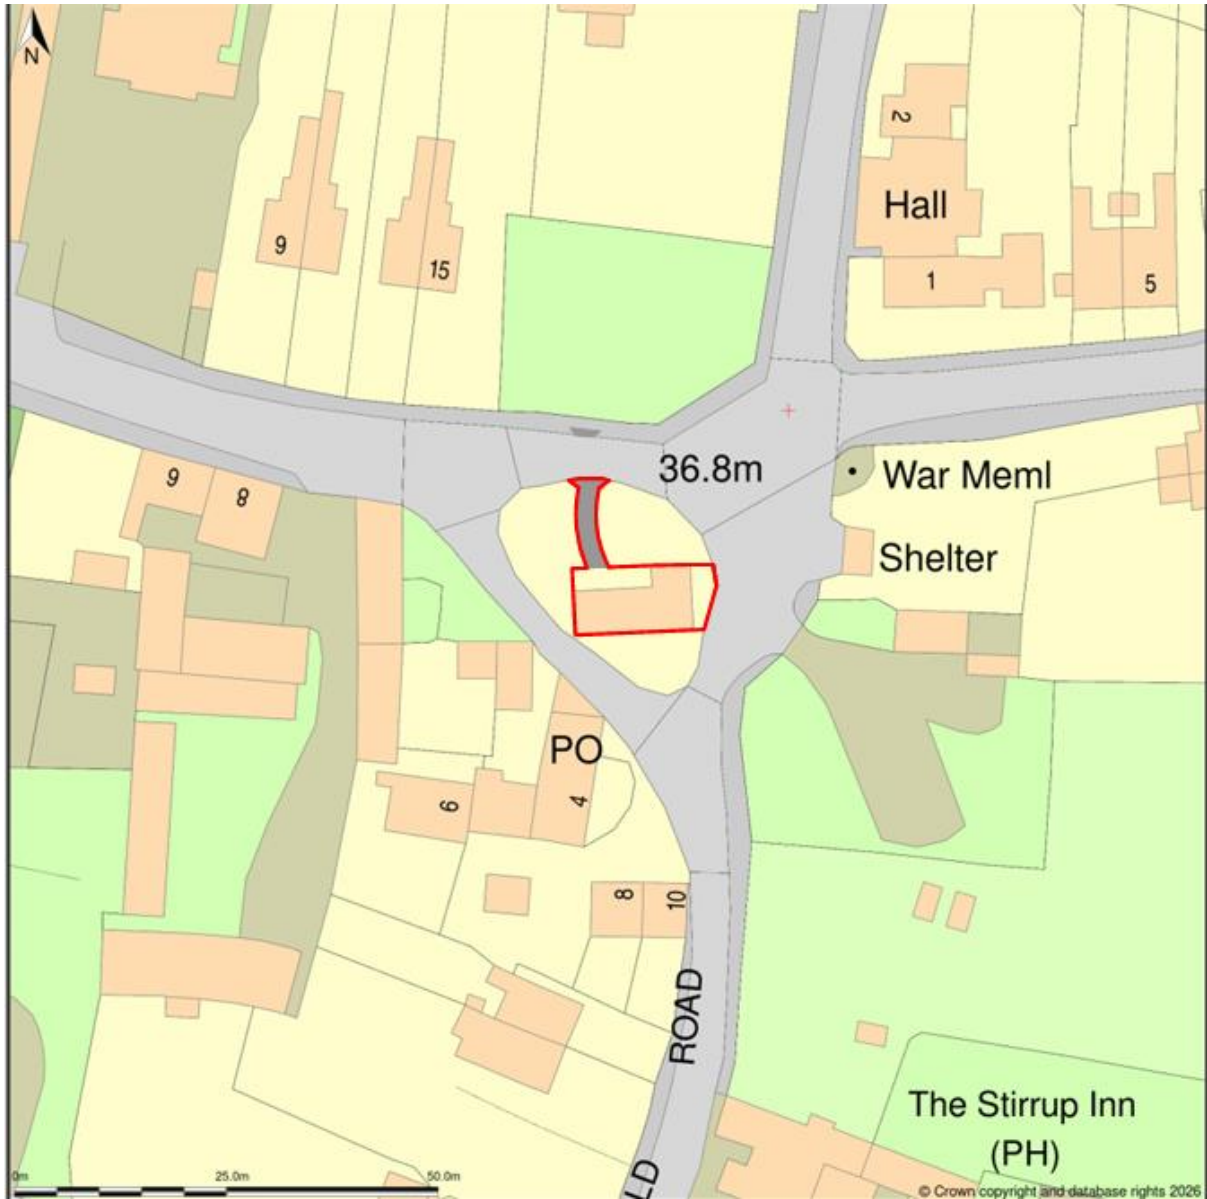 N
2
Hall
9
15
1
5
36.8m
War Meml
9
8
Shelter
PO
6
4
8
10
ROAD
The Stirrup Inn
(PH)
LD
0m
25.0m
50.0m
© Crown copyright and database rights 2026